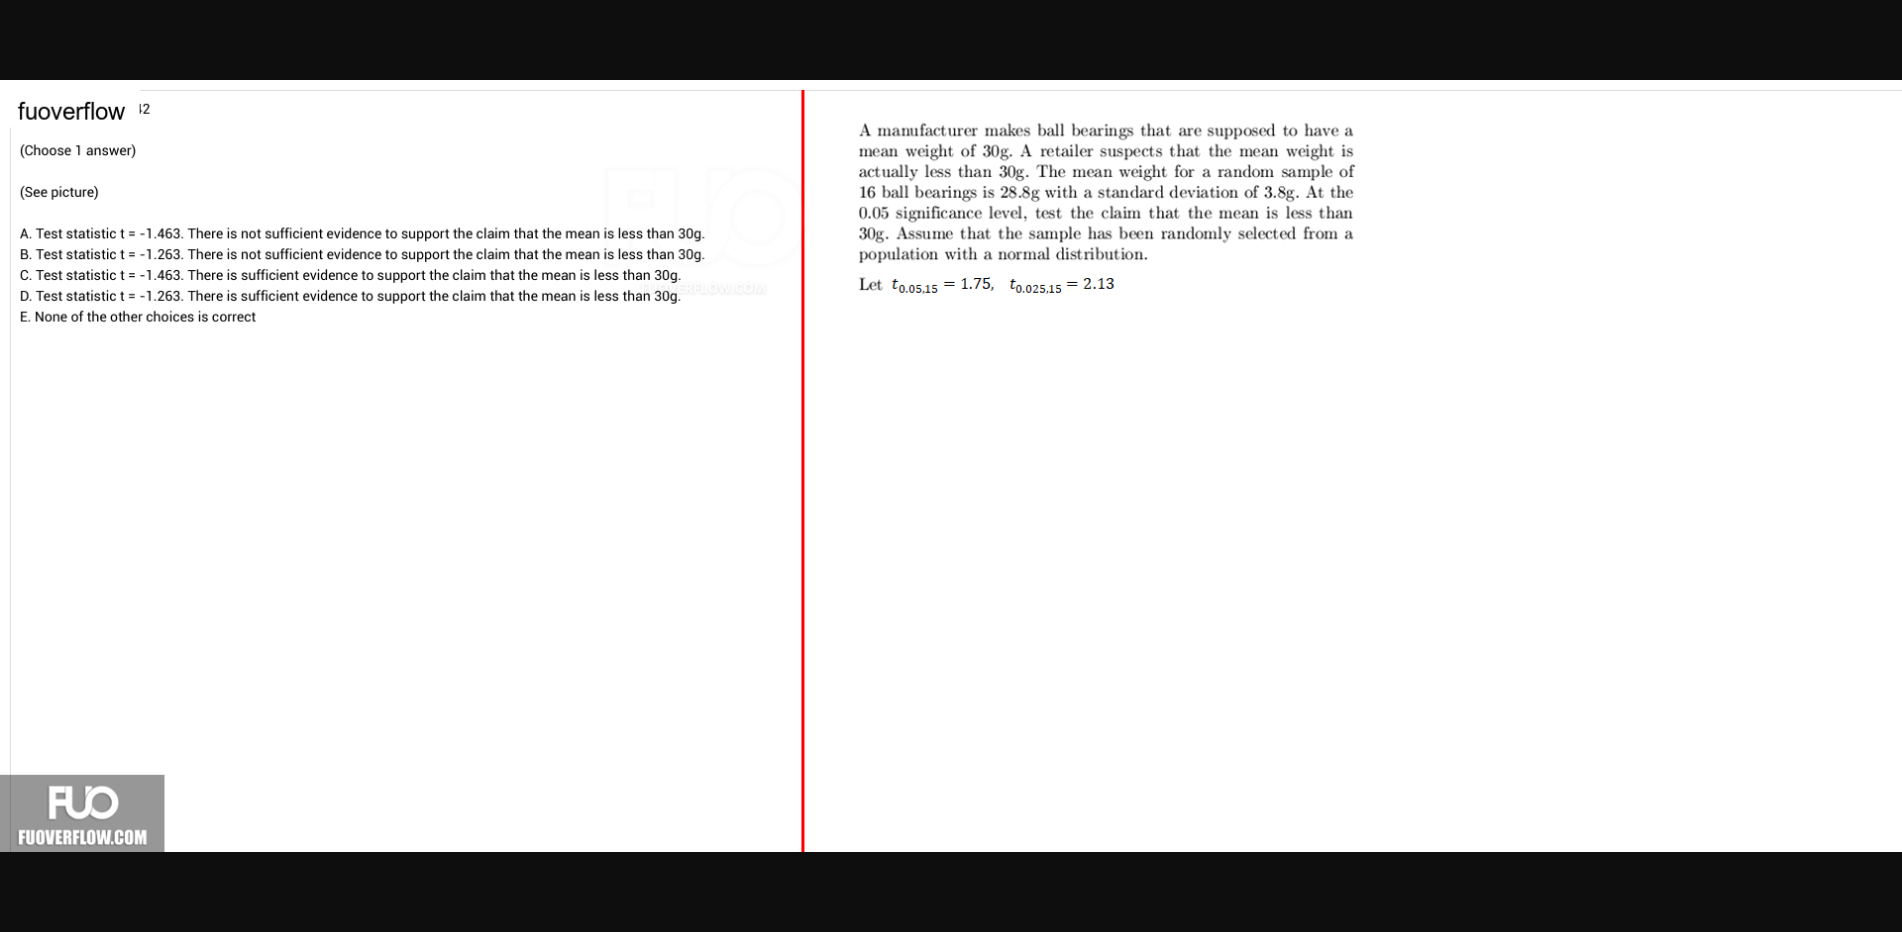 fuoverflow 42
(Choose 1 answer)
(See picture)
A. Test statistic t = -1.463. There is not sufficient evidence to support the claim that the mean is less than 30g.
B. Test statistic t = -1.263. There is not sufficient evidence to support the claim that the mean is less than 30g.
C. Test statistic t = -1.463. There is sufficient evidence to support the claim that the mean is less than 30g.
D. Test statistic t = -1.263. There is sufficient evidence to support the claim that the mean is less than 30g.
E. None of the other choices is correct
FUO
FUOVERFLOW.COM
FUO
FUOVERFLOW.COM
A manufacturer makes ball bearings that are supposed to have a
mean weight of 30g. A retailer suspects that the mean weight is
actually less than 30g. The mean weight for a random sample of
16 ball bearings is 28.8g with a standard deviation of 3.8g. At the
0.05 significance level, test the claim that the mean is less than
30g. Assume that the sample has been randomly selected from a
population with a normal distribution.
Let t0.05,15 = 1.75, t0.025,15 = 2.13